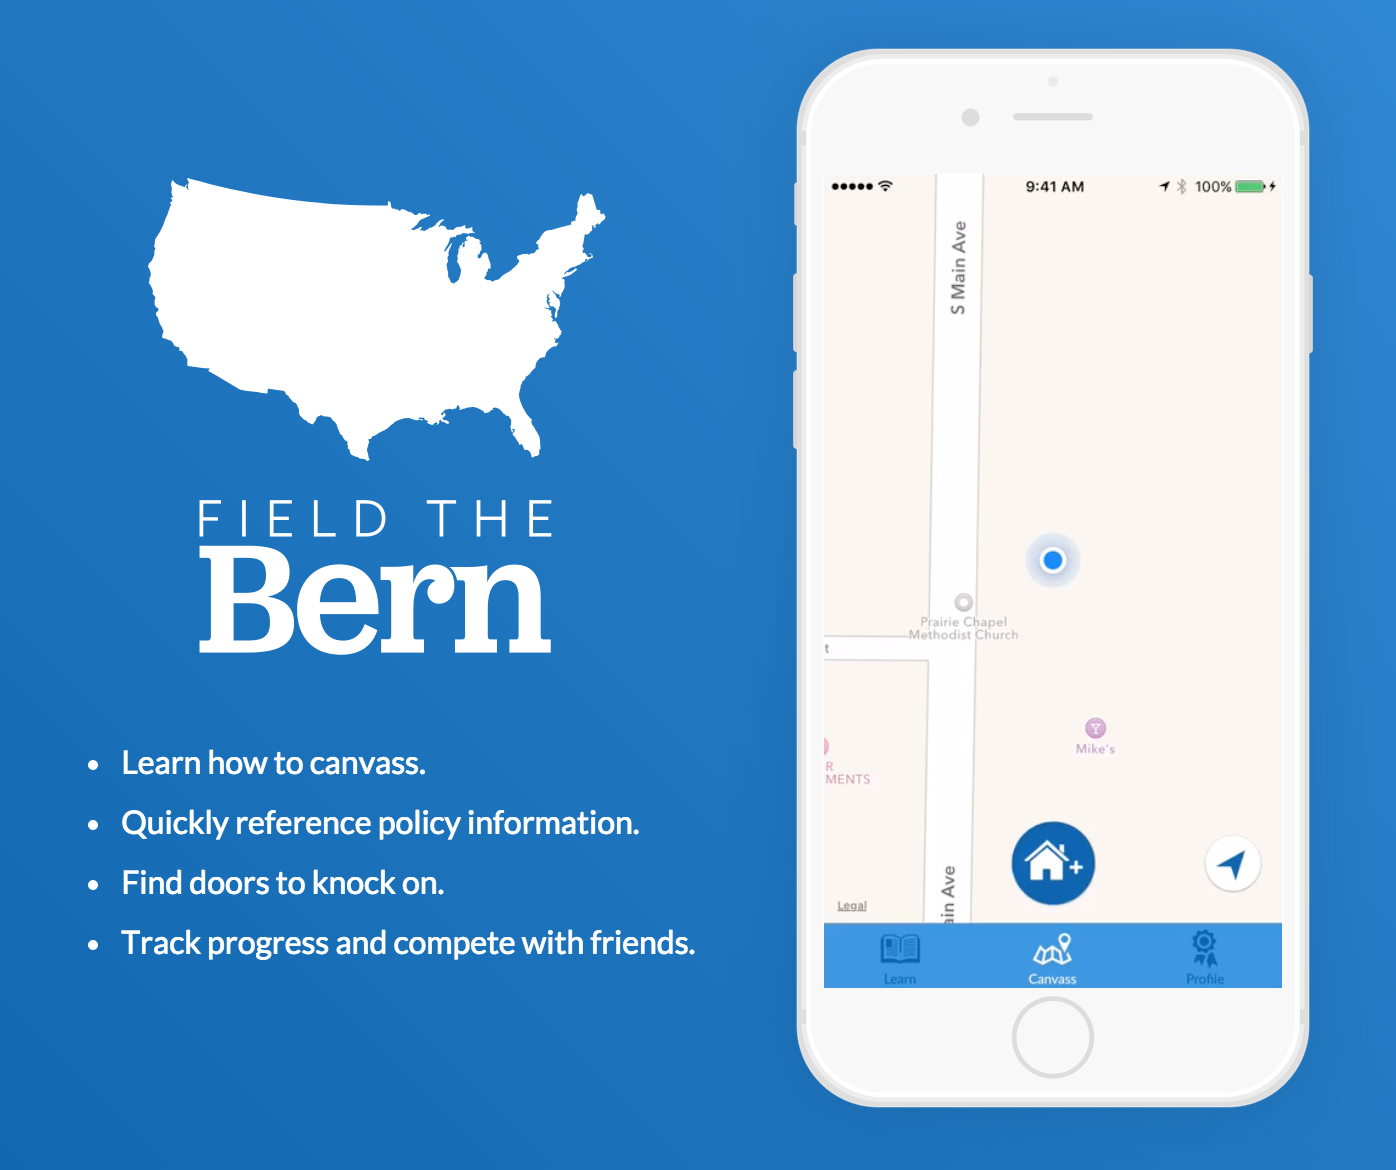 FIELD THE
Bern
Learn how to canvass.
Quickly reference policy information.
Find doors to knock on.
Track progress and compete with friends.
9:41 AM
100%
S Main Ave
Prairie Chapel
Methodist Church
t
Mike's
R
MENTS
ain Ave
Legal
Learn
Canvass
Profile